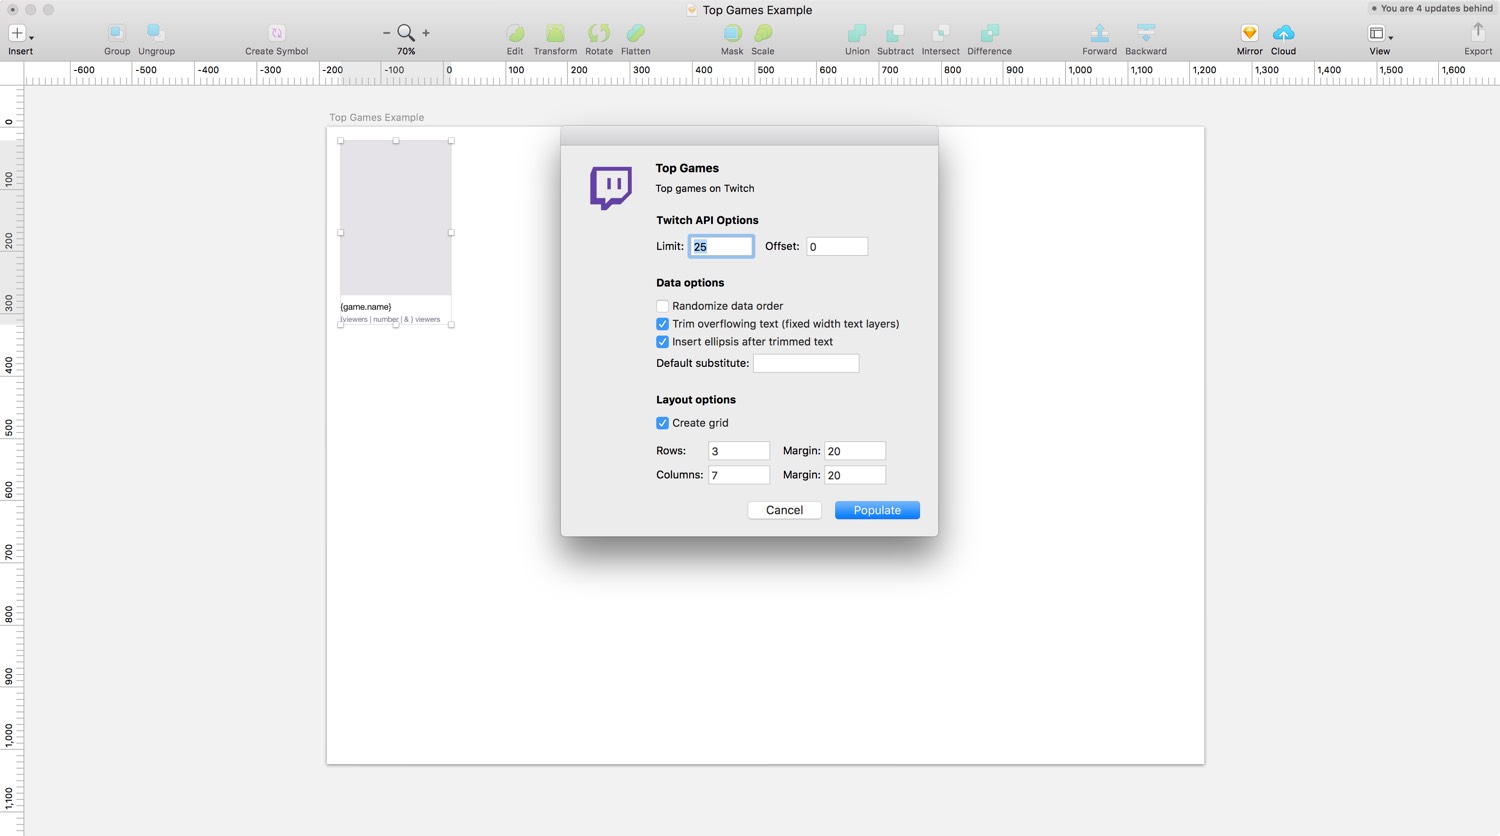 Top Games Example
You are 4 updates behind
Insert
Group
Ungroup
Create Symbol
70%
Edit
Transform
Rotate
Flatten
Mask
Scale
Union
Subtract
Intersect
Difference
Forward
Backward
Mirror
Cloud
View
Export
-600 -500 -400 -300 -200 -100 0 100 200 300 400 500 600 700 800 900 1,000 1,100 1,200 1,300 1,400 1,500 1,600
0
100
200
300
400
500
600
700
800
900
1,000
1,100
Top Games Example
{game.name}
{viewers | number | & } viewers
Top Games
Top games on Twitch
Twitch API Options
Limit: 25 Offset: 0
Data options
Randomize data order
Trim overflowing text (fixed width text layers)
Insert ellipsis after trimmed text
Default substitute:
Layout options
Create grid
Rows: 3 Margin: 20
Columns: 7 Margin: 20
Cancel Populate